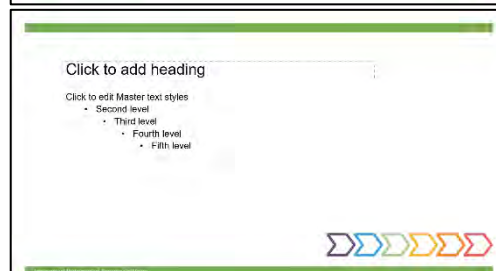 Click to add heading
Click to edit Master text styles
• Second level
• Third level
• Fourth level
• Fifth level